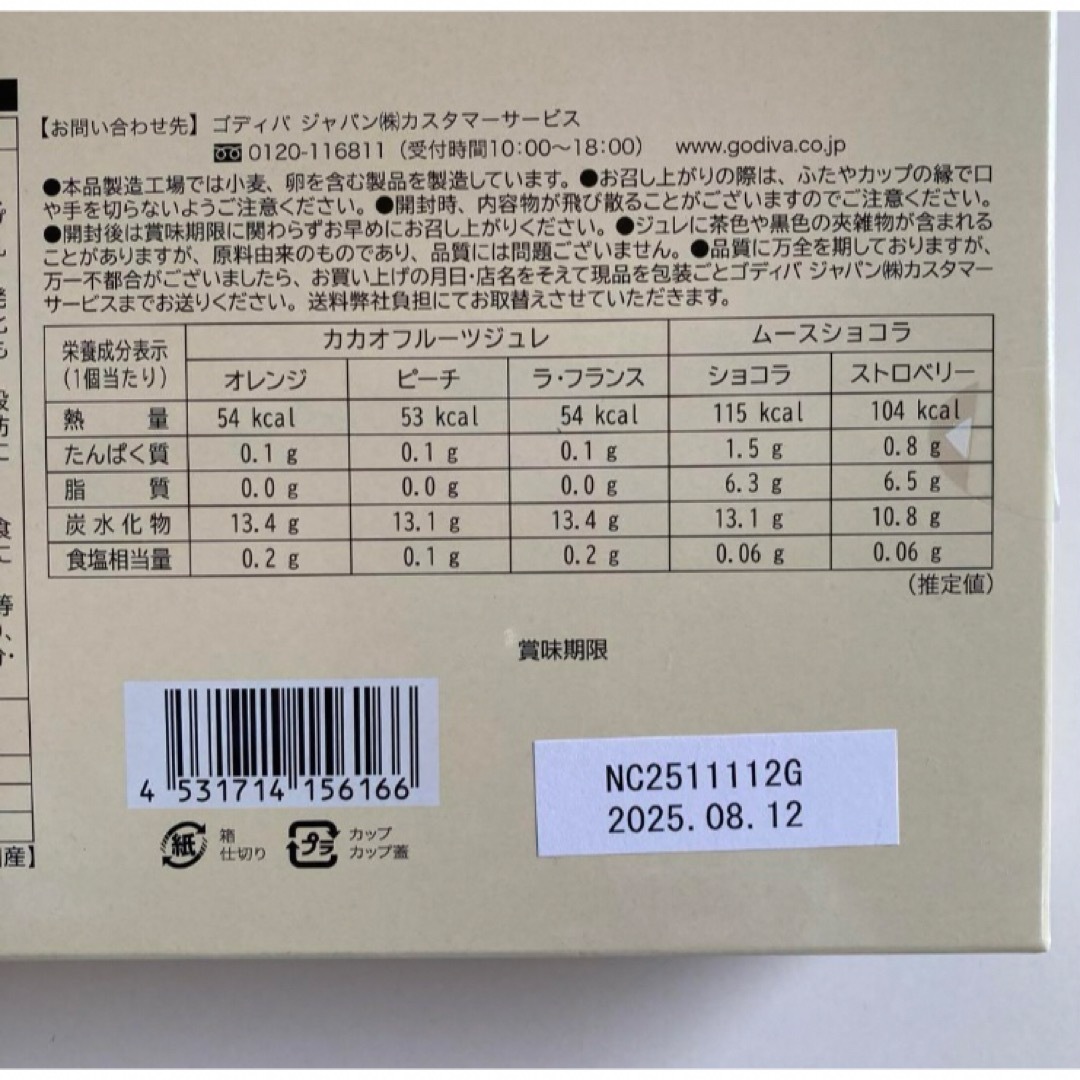 【お問い合わせ先】ゴディバ ジャパン㈱カスタマーサービス
0120-116811（受付時間10:00〜18:00） www.godiva.co.jp
●本品製造工場では小麦、卵を含む製品を製造しています。●お召し上がりの際は、ふたやカップの縁で口
や手を切らないようご注意ください。●開封時、内容物が飛び散ることがございますのでご注意ください。
●開封後は賞味期限に関わらずお早めにお召し上がりください。●ジュレに茶色や黒色の夾雑物が含まれる
ことがありますが、原料由来のものであり、品質には問題ございません。●品質に万全を期しておりますが、
万一不都合がございましたら、お買い上げの月日・店名をそえて現品を包装ごとゴディバ ジャパン㈱カスタマー
サービスまでお送りください。送料弊社負担にてお取替えさせていただきます。
栄養成分表示 カカオフルーツジュレ ムースショコラ
（1個当たり） オレンジ ピーチ ラ・フランス ショコラ ストロベリー
熱量 54 kcal 53 kcal 54 kcal 115 kcal 104 kcal
たんぱく質 0.1 g 0.1 g 0.1 g 1.5 g 0.8 g
脂質 0.0 g 0.0 g 0.0 g 6.3 g 6.5 g
炭水化物 13.4 g 13.1 g 13.4 g 13.1 g 10.8 g
食塩相当量 0.2 g 0.1 g 0.2 g 0.06 g 0.06 g
（推定値）
賞味期限
4 531714 156166
NC2511112G
2025.08.12
紙 箱 プラ カップ
仕切り カップ蓋
産】